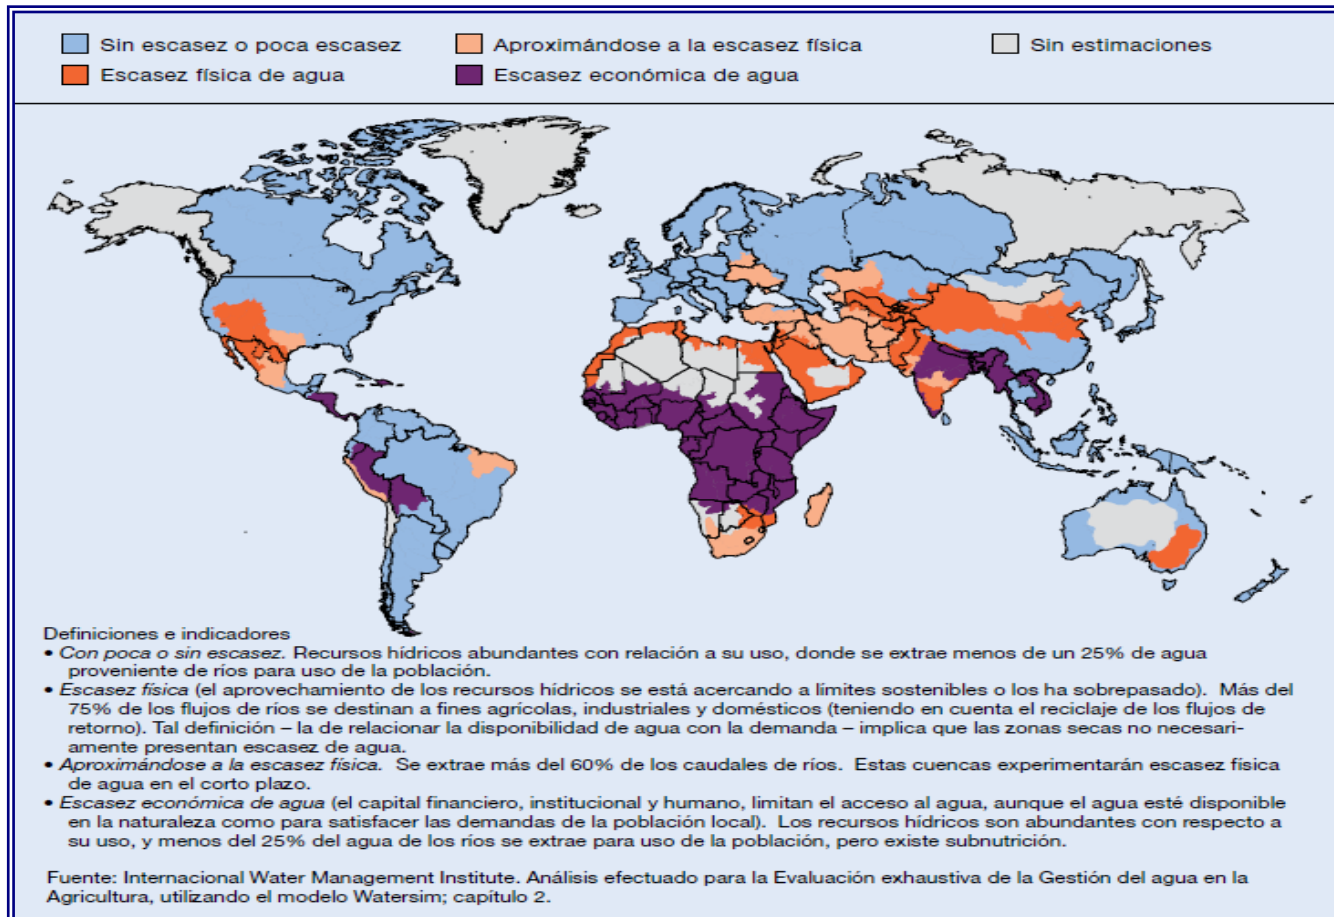 Sin escasez o poca escasez
Aproximándose a la escasez física
Sin estimaciones
Escasez física de agua
Escasez económica de agua
Definiciones e indicadores
• Con poca o sin escasez. Recursos hídricos abundantes con relación a su uso, donde se extrae menos de un 25% de agua
proveniente de ríos para uso de la población.
• Escasez física (el aprovechamiento de los recursos hídricos se está acercando a límites sostenibles o los ha sobrepasado). Más del
75% de los flujos de ríos se destinan a fines agrícolas, industriales y domésticos (teniendo en cuenta el reciclaje de los flujos de
retorno). Tal definición – la de relacionar la disponibilidad de agua con la demanda – implica que las zonas secas no necesari-
amente presentan escasez de agua.
• Aproximándose a la escasez física. Se extrae más del 60% de los caudales de ríos. Estas cuencas experimentarán escasez física
de agua en el corto plazo.
• Escasez económica de agua (el capital financiero, institucional y humano, limitan el acceso al agua, aunque el agua esté disponible
en la naturaleza como para satisfacer las demandas de la población local). Los recursos hídricos son abundantes con respecto a
su uso, y menos del 25% del agua de los ríos se extrae para uso de la población, pero existe subnutrición.
Fuente: Internacional Water Management Institute. Análisis efectuado para la Evaluación exhaustiva de la Gestión del agua en la
Agricultura, utilizando el modelo Watersim; capítulo 2.